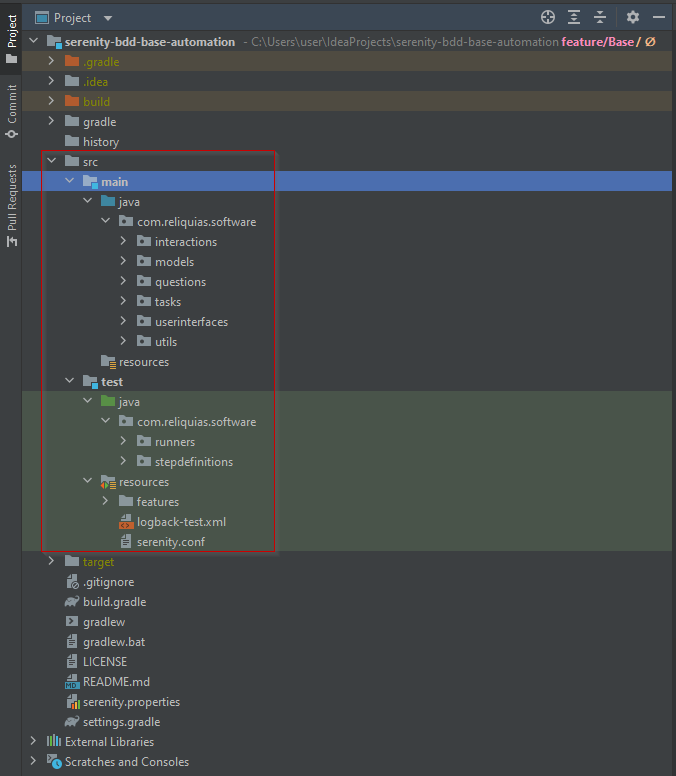 Project
Commit
Pull Requests
Project
serenity-bdd-base-automation - C:\Users\user\IdeaProjects\serenity-bdd-base-automation feature/Base / Ø
.gradle
.idea
build
gradle
history
src
main
java
com.reliquias.software
interactions
models
questions
tasks
userinterfaces
utils
resources
test
java
com.reliquias.software
runners
stepdefinitions
resources
features
logback-test.xml
serenity.conf
target
.gitignore
build.gradle
gradlew
gradlew.bat
LICENSE
README.md
serenity.properties
settings.gradle
External Libraries
Scratches and Consoles